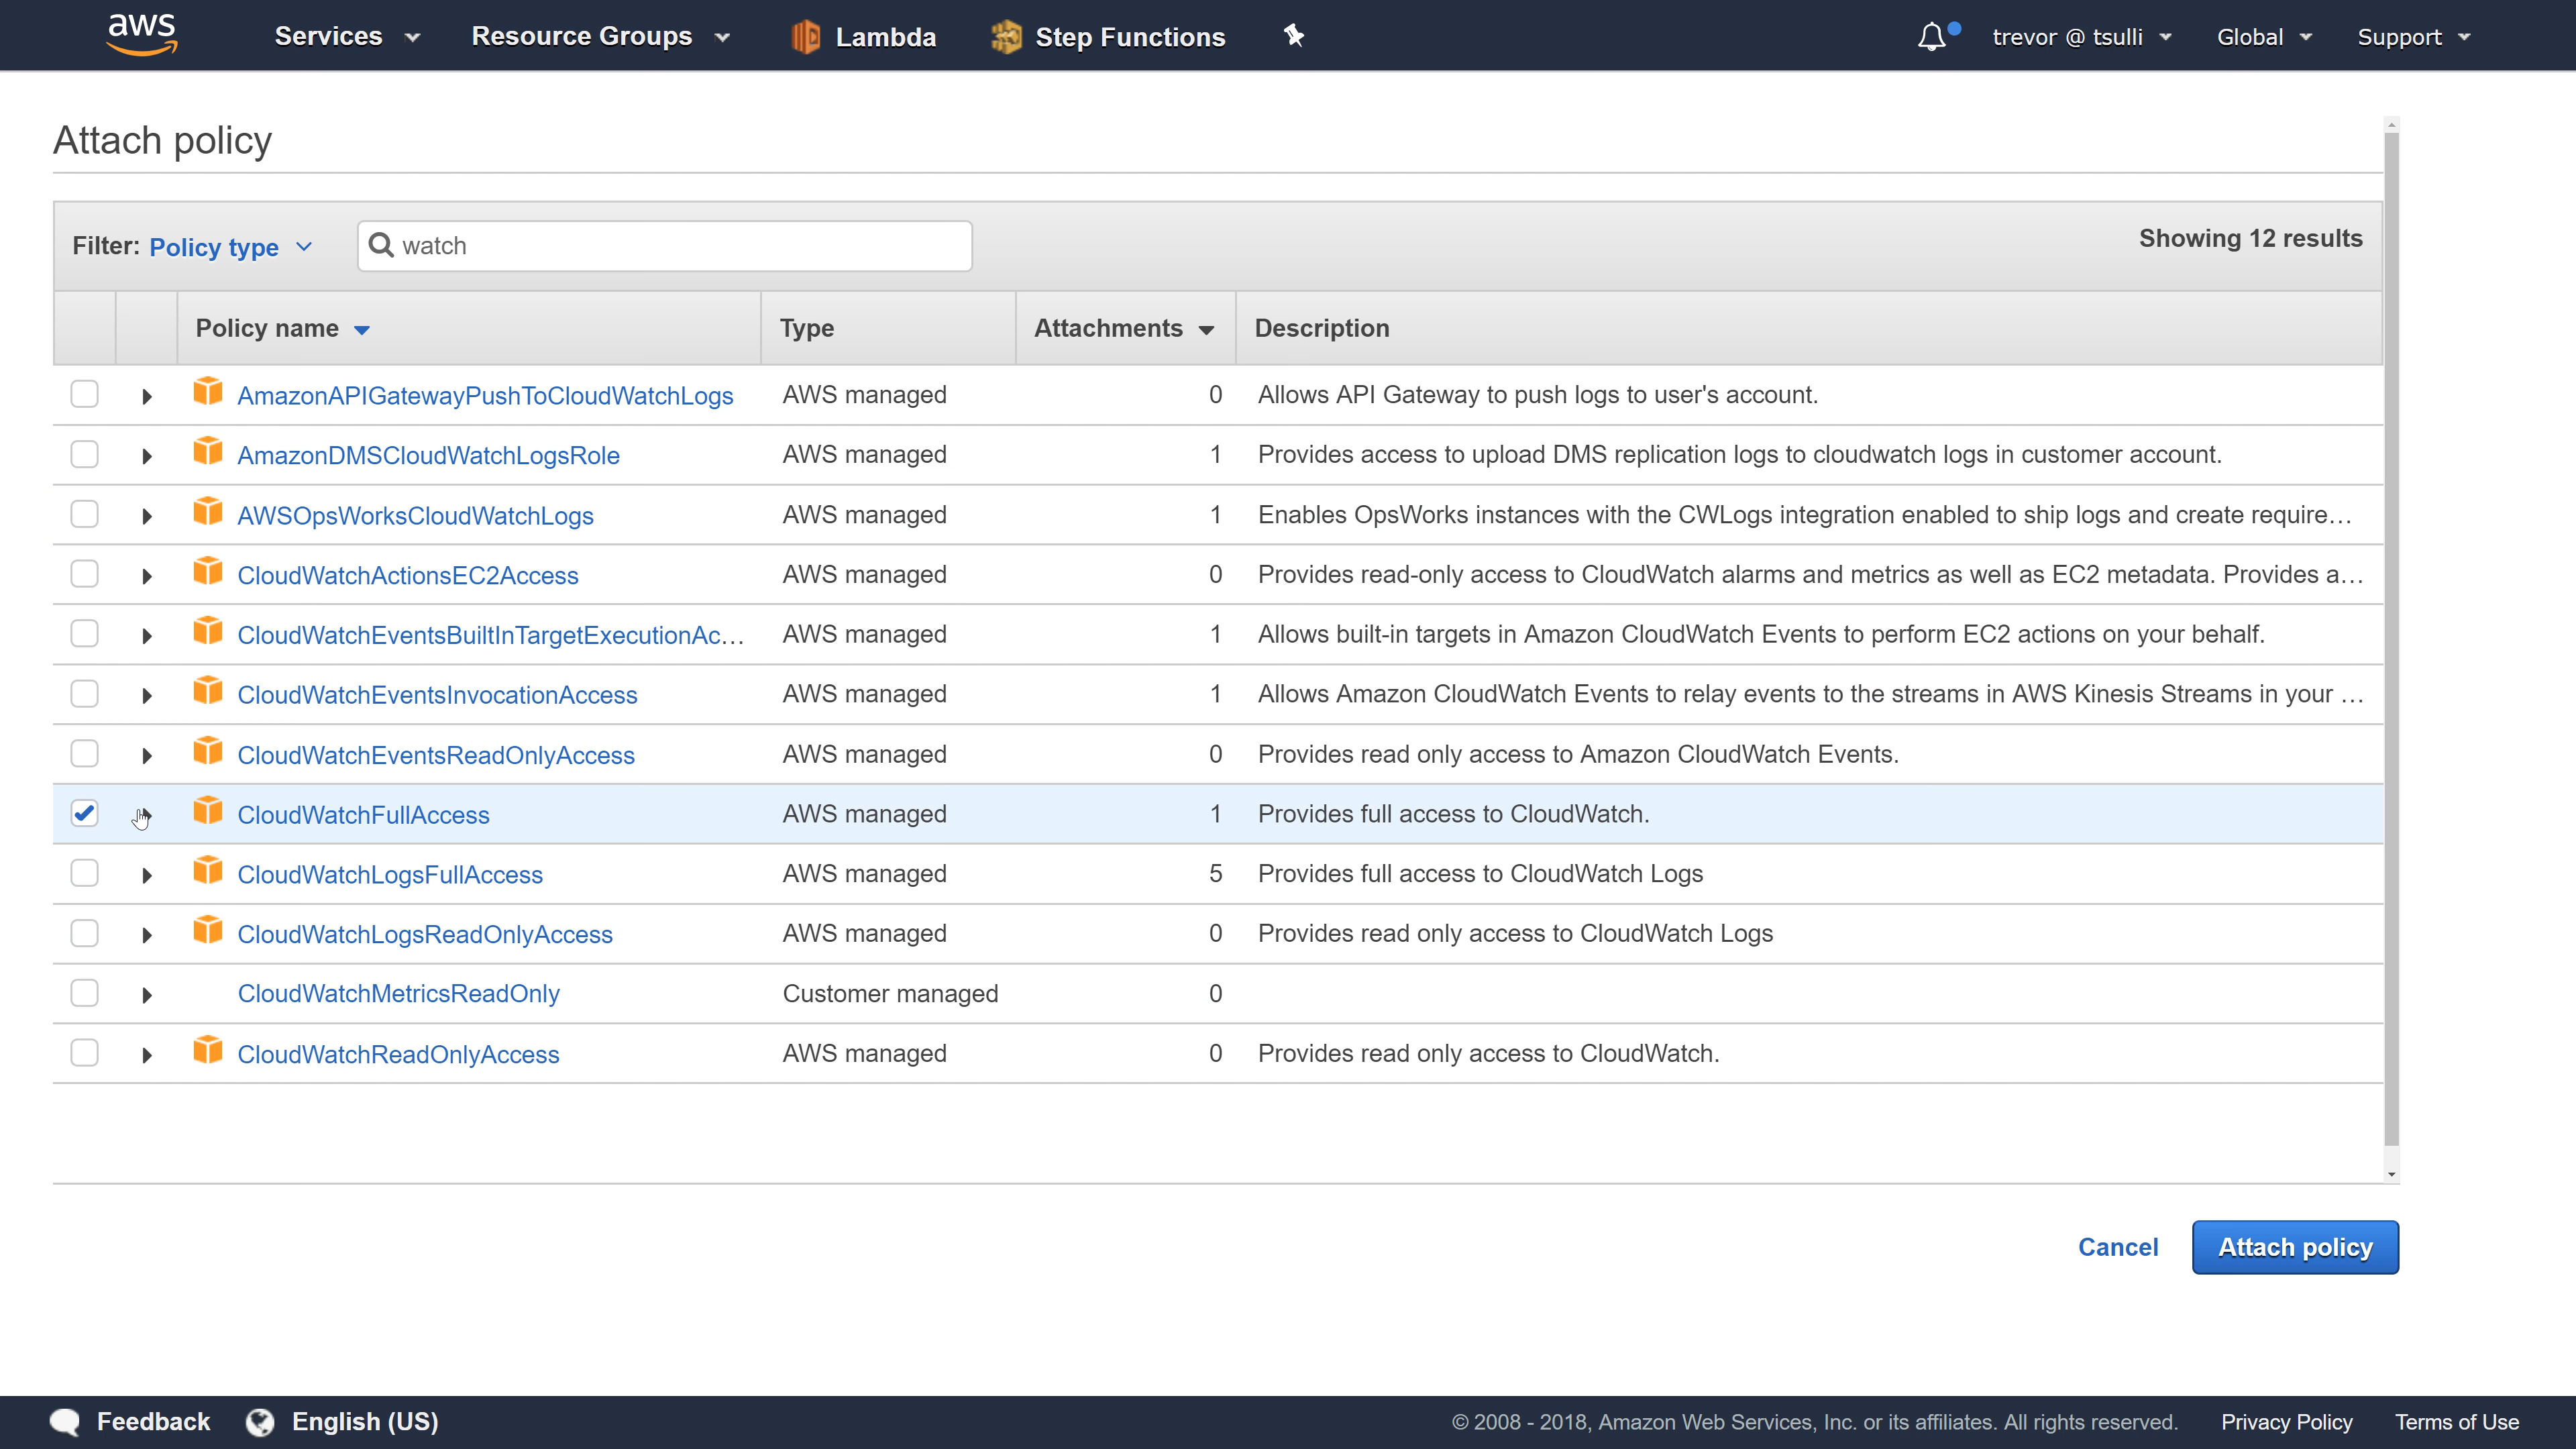 aws Services Resource Groups Lambda Step Functions trevor @ tsulli Global Support
Attach policy
Filter: Policy type watch Showing 12 results
Policy name Type Attachments Description
AmazonAPIGatewayPushToCloudWatchLogs AWS managed 0 Allows API Gateway to push logs to user's account.
AmazonDMSCloudWatchLogsRole AWS managed 1 Provides access to upload DMS replication logs to cloudwatch logs in customer account.
AWSOpsWorksCloudWatchLogs AWS managed 1 Enables OpsWorks instances with the CWLogs integration enabled to ship logs and create require...
CloudWatchActionsEC2Access AWS managed 0 Provides read-only access to CloudWatch alarms and metrics as well as EC2 metadata. Provides a...
CloudWatchEventsBuiltInTargetExecutionAc... AWS managed 1 Allows built-in targets in Amazon CloudWatch Events to perform EC2 actions on your behalf.
CloudWatchEventsInvocationAccess AWS managed 1 Allows Amazon CloudWatch Events to relay events to the streams in AWS Kinesis Streams in your ...
CloudWatchEventsReadOnlyAccess AWS managed 0 Provides read only access to Amazon CloudWatch Events.
CloudWatchFullAccess AWS managed 1 Provides full access to CloudWatch.
CloudWatchLogsFullAccess AWS managed 5 Provides full access to CloudWatch Logs
CloudWatchLogsReadOnlyAccess AWS managed 0 Provides read only access to CloudWatch Logs
CloudWatchMetricsReadOnly Customer managed 0
CloudWatchReadOnlyAccess AWS managed 0 Provides read only access to CloudWatch.
Cancel Attach policy
Feedback English (US) © 2008 - 2018, Amazon Web Services, Inc. or its affiliates. All rights reserved. Privacy Policy Terms of Use